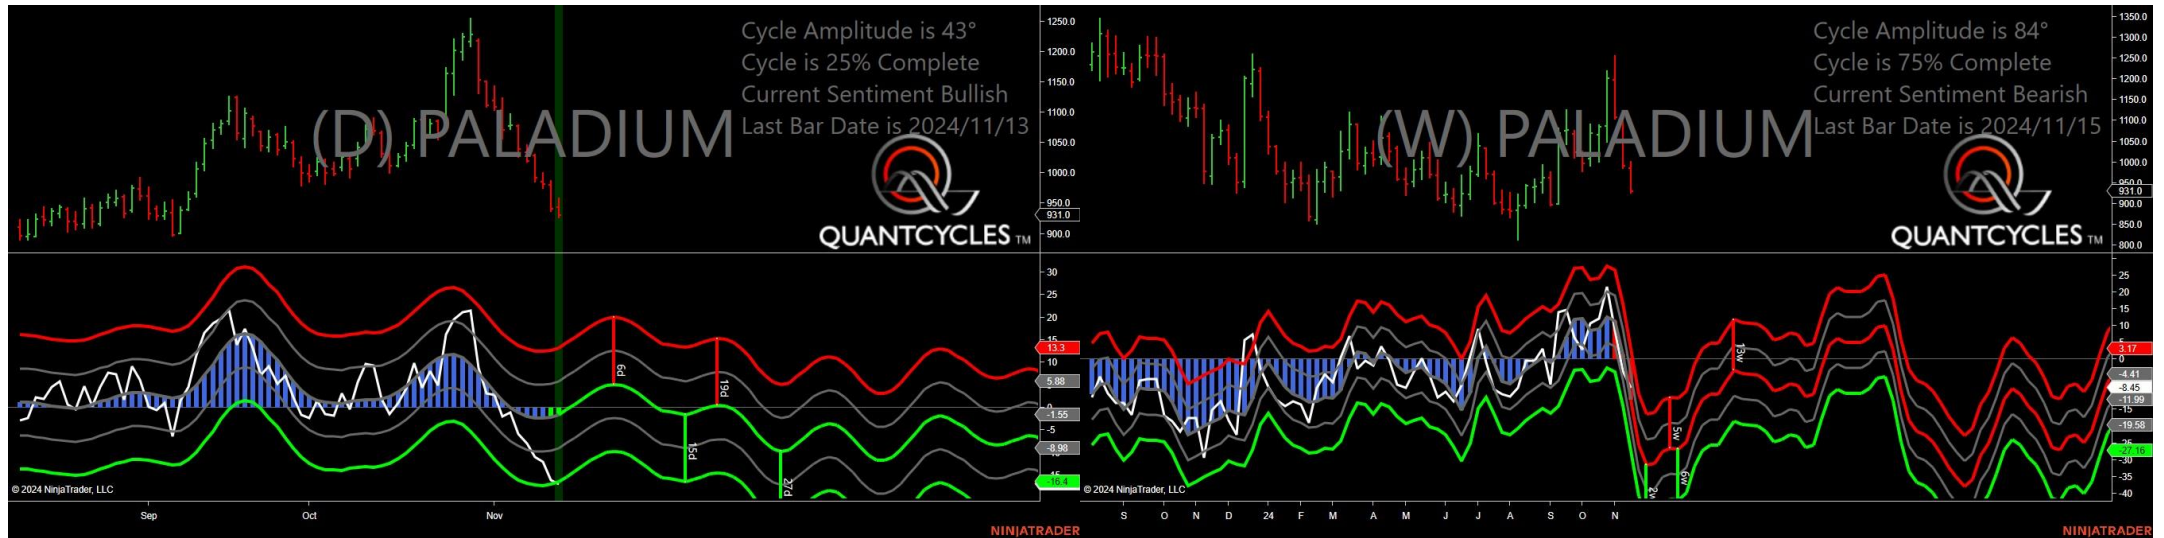 Cycle Amplitude is 43°
Cycle is 25% Complete
Current Sentiment Bullish
Last Bar Date is 2024/11/13
(D) PALADIUM
QUANTCYCLES TM
1250.0
1200.0
1150.0
1100.0
1050.0
1000.0
950.0
931.0
900.0
30
25
20
15
13.3
10
5.88
0
-1.55
-5
-8.98
-16.4
6d
15d
19d
27d
© 2024 NinjaTrader, LLC
Sep
Oct
Nov
NINJATRADER
Cycle Amplitude is 84°
Cycle is 75% Complete
Current Sentiment Bearish
Last Bar Date is 2024/11/15
(W) PALADIUM
QUANTCYCLES TM
1350.0
1300.0
1250.0
1200.0
1150.0
1100.0
1050.0
1000.0
950.0
931.0
900.0
850.0
800.0
25
20
15
10
5
3.17
0
-4.41
-8.45
-11.99
-15
-19.58
-25
-27.16
-30
-35
-40
2w
5w
6w
13w
© 2024 NinjaTrader, LLC
S
O
N
D
24
F
M
A
M
J
J
A
S
O
N
NINJATRADER